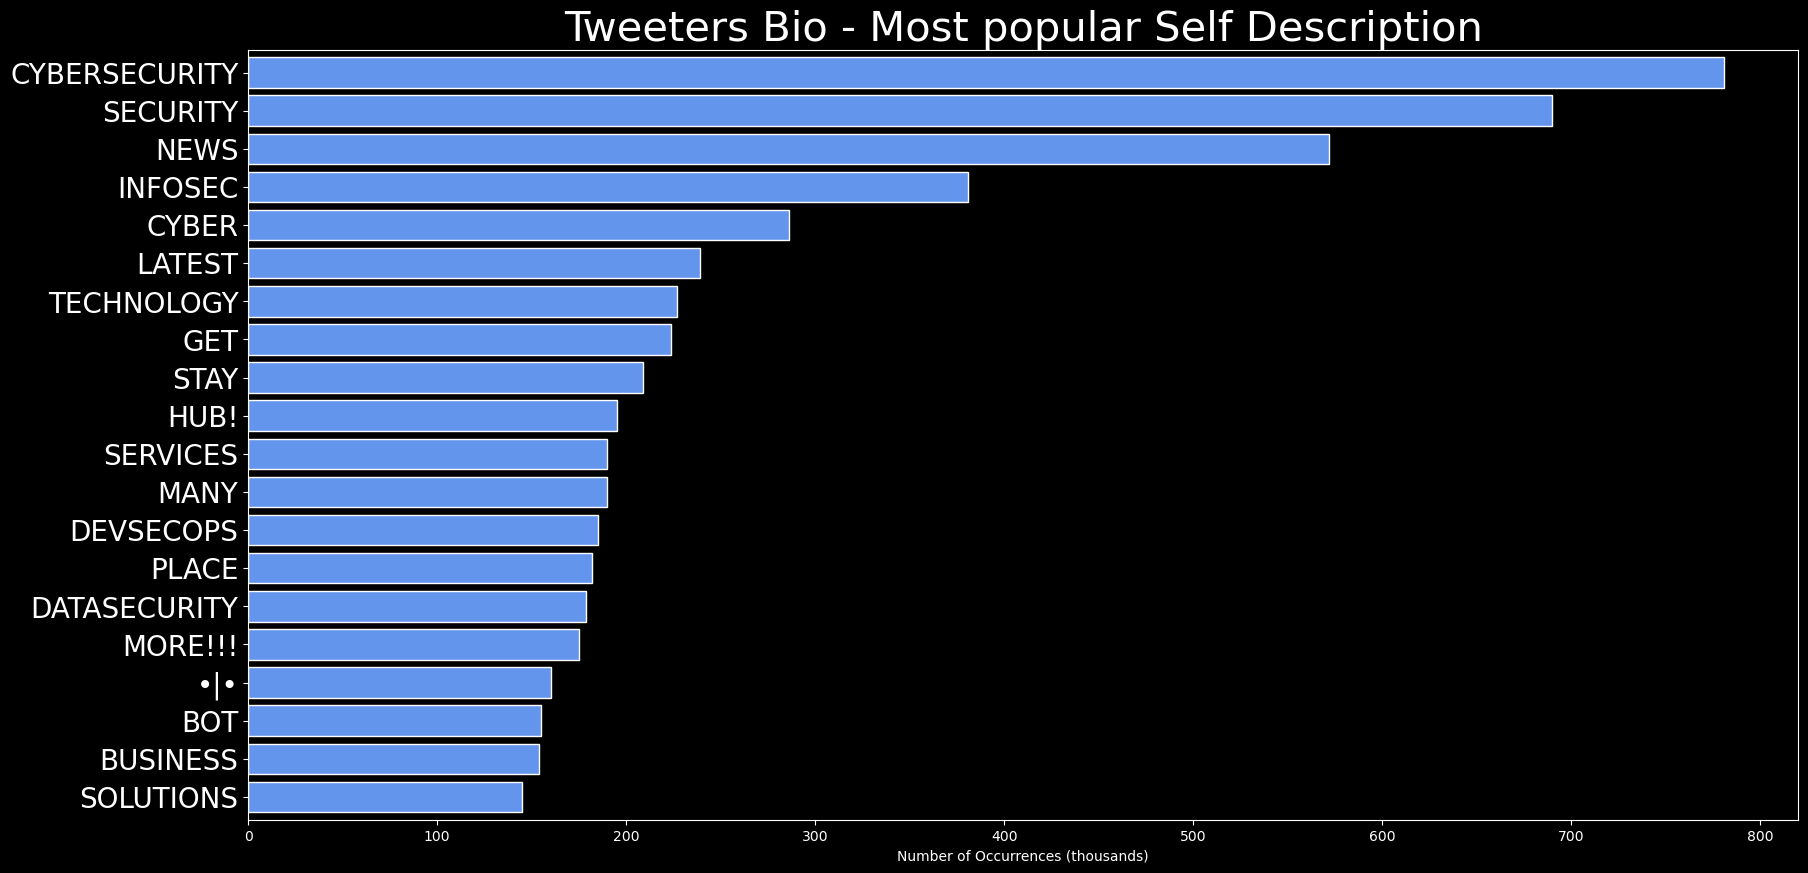 Tweeters Bio - Most popular Self Description
CYBERSECURITY
SECURITY
NEWS
INFOSEC
CYBER
LATEST
TECHNOLOGY
GET
STAY
HUB!
SERVICES
MANY
DEVSECOPS
PLACE
DATASECURITY
MORE!!!
•|•
BOT
BUSINESS
SOLUTIONS
0 100 200 300 400 500 600 700 800
Number of Occurrences (thousands)